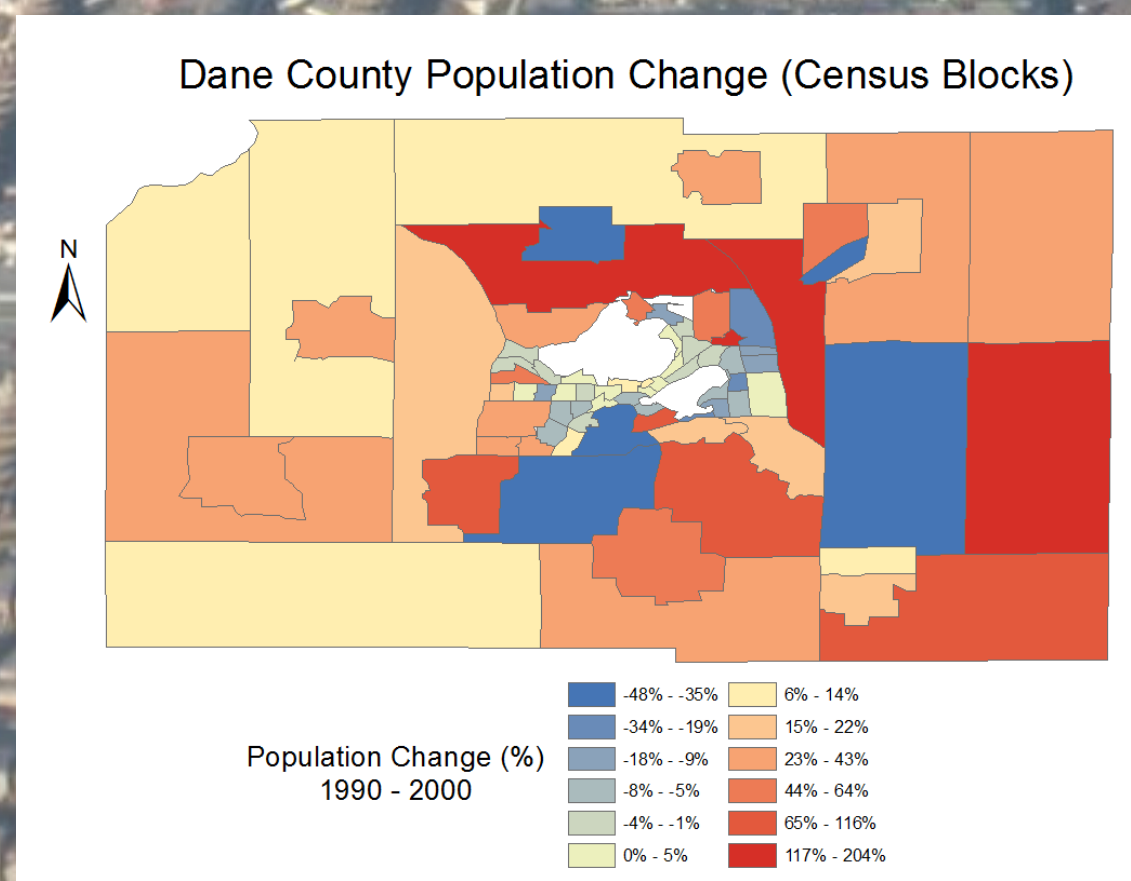 Dane County Population Change (Census Blocks)
N
Population Change (%)
1990 - 2000
-48% - -35%
-34% - -19%
-18% - -9%
-8% - -5%
-4% - -1%
0% - 5%
6% - 14%
15% - 22%
23% - 43%
44% - 64%
65% - 116%
117% - 204%